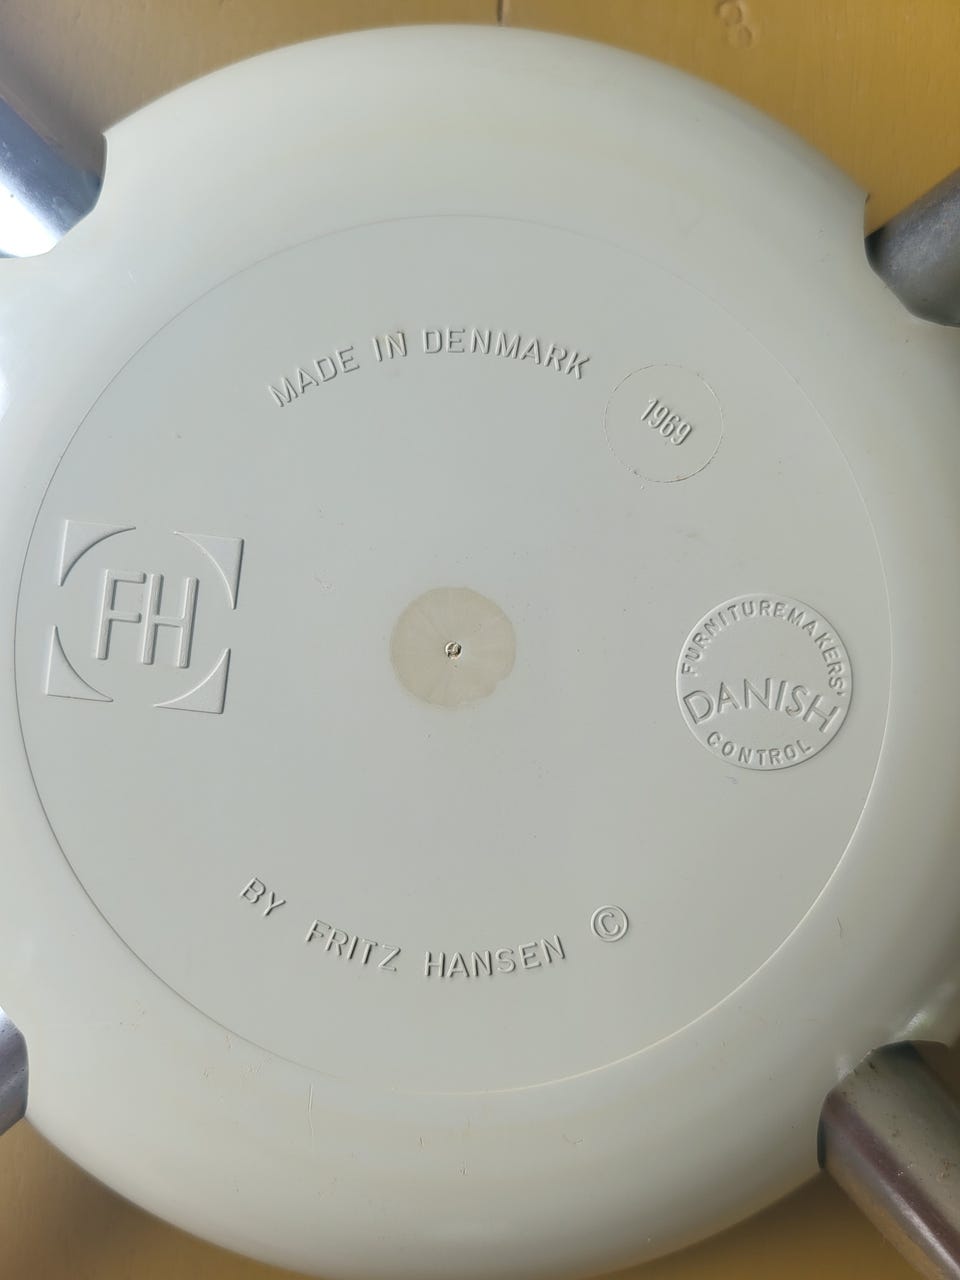 MADE IN DENMARK
1969
FH
FURNITUREMAKERS'
DANISH
CONTROL
BY FRITZ HANSEN ©